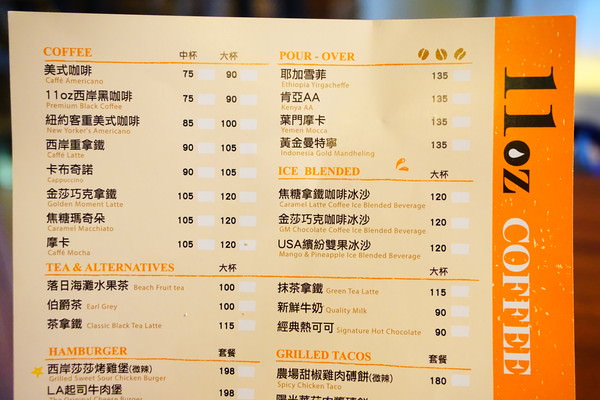 COFFEE 中杯 大杯
美式咖啡 75 90
Caffé Americano
11oz西岸黑咖啡 75 90
Premium Black Coffee
紐約客重美式咖啡 85 100
New Yorker's Americano
西岸重拿鐵 90 105
Caffé Latte
卡布奇諾 90 105
Cappuccino
金莎巧克拿鐵 105 120
Golden Moment Latte
焦糖瑪奇朵 105 120
Caramel Macchiato
摩卡 105 120
Caffé Mocha
POUR - OVER
耶加雪菲 135
Ethiopia Yirgacheffe
肯亞AA 135
Kenya AA
葉門摩卡 135
Yemen Mocca
黃金曼特寧 135
Indonesia Gold Mandheling
ICE BLENDED 大杯
焦糖拿鐵咖啡冰沙 120
Caramel Latte Coffee Ice Blended Beverage
金莎巧克咖啡冰沙 120
GM Chocolate Coffee Ice Blended Beverage
USA繽紛雙果冰沙 120
Mango & Pineapple Ice Blended Beverage
TEA & ALTERNATIVES 大杯 大杯
落日海灘水果茶 Beach Fruit tea 100
伯爵茶 Earl Grey 100
茶拿鐵 Classic Black Tea Latte 115
抹茶拿鐵 Green Tea Latte 115
新鮮牛奶 Quality Milk 90
經典熱可可 Signature Hot Chocolate 90
HAMBURGER 套餐
西岸莎莎烤雞堡(微辣) 198
Grilled Sweet Sour Chicken Burger
LA起司牛肉堡 198
The Original Cheese Burger
GRILLED TACOS 套餐
農場甜椒雞肉磚餅(微辣) 180
Spicy Chicken Taco
11oz COFFEE